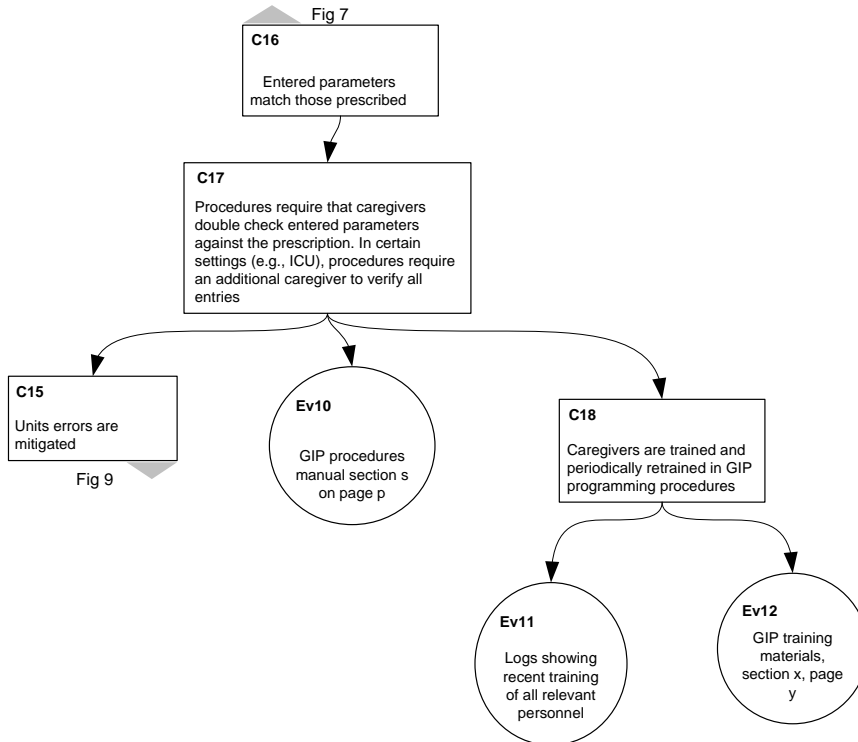 Fig 7
C16
Entered parameters
match those prescribed
C17
Procedures require that caregivers
double check entered parameters
against the prescription. In certain
settings (e.g., ICU), procedures require
an additional caregiver to verify all
entries
C15
Units errors are
mitigated
Fig 9
Ev10
GIP procedures
manual section s
on page p
C18
Caregivers are trained and
periodically retrained in GIP
programming procedures
Ev11
Logs showing
recent training
of all relevant
personnel
Ev12
GIP training
materials,
section x, page
y